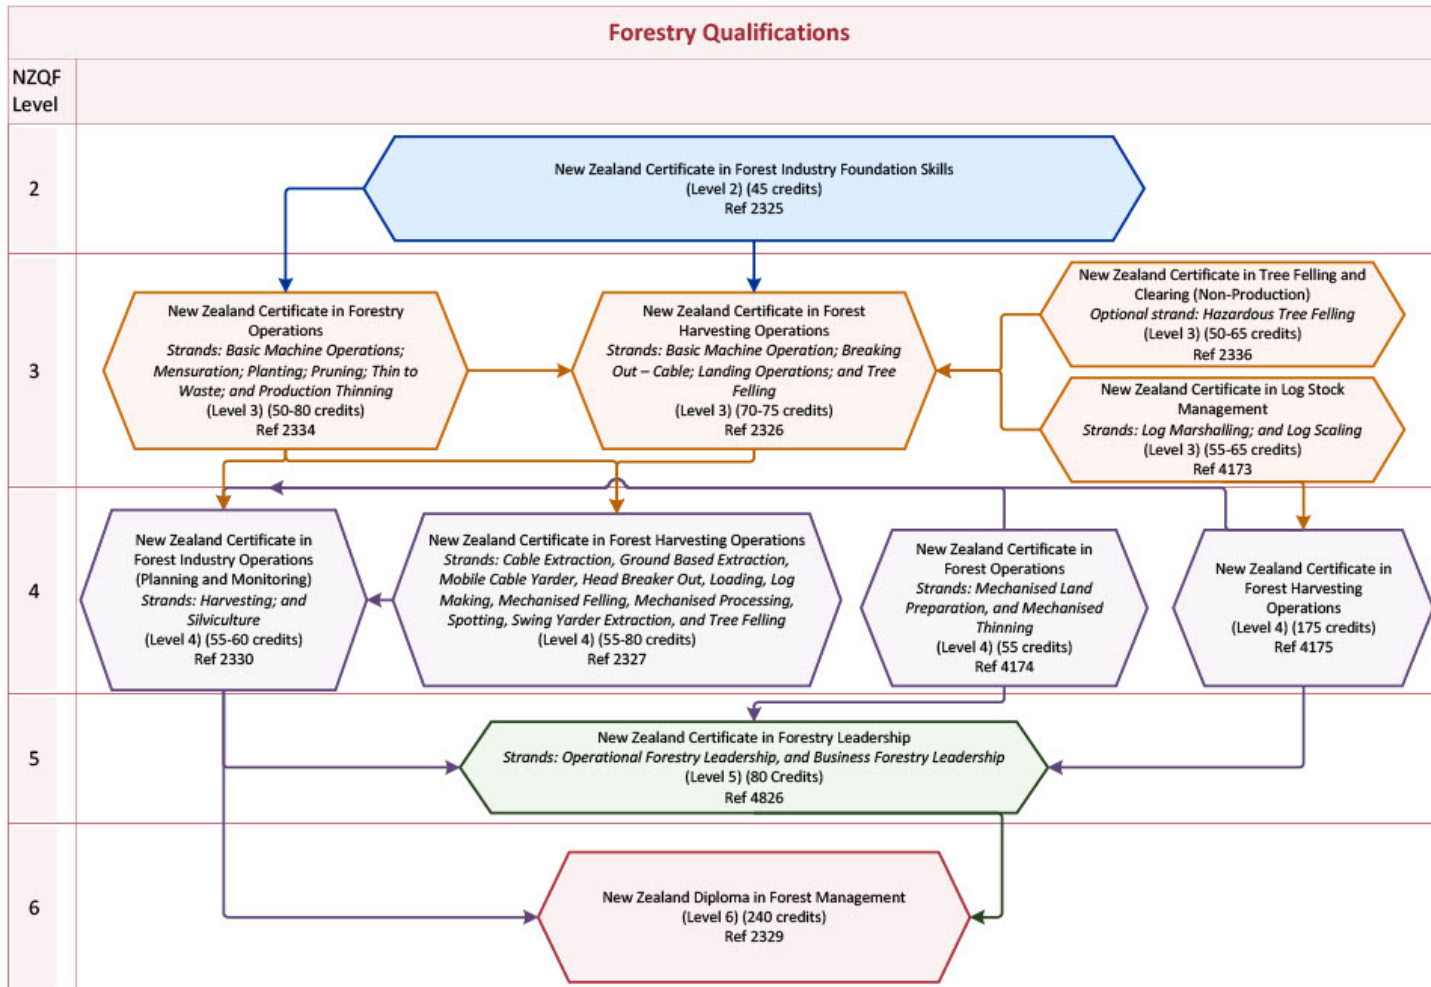 Forestry Qualifications
NZQF
Level
2
New Zealand Certificate in Forest Industry Foundation Skills
(Level 2) (45 credits)
Ref 2325
3
New Zealand Certificate in Forestry
Operations
Strands: Basic Machine Operations;
Mensuration; Planting; Pruning; Thin to
Waste; and Production Thinning
(Level 3) (50-80 credits)
Ref 2334
New Zealand Certificate in Forest
Harvesting Operations
Strands: Basic Machine Operation; Breaking
Out – Cable; Landing Operations; and Tree
Felling
(Level 3) (70-75 credits)
Ref 2326
New Zealand Certificate in Tree Felling and
Clearing (Non-Production)
Optional strand: Hazardous Tree Felling
(Level 3) (50-65 credits)
Ref 2336
New Zealand Certificate in Log Stock
Management
Strands: Log Marshalling; and Log Scaling
(Level 3) (55-65 credits)
Ref 4173
4
New Zealand Certificate in
Forest Industry Operations
(Planning and Monitoring)
Strands: Harvesting; and
Silviculture
(Level 4) (55-60 credits)
Ref 2330
New Zealand Certificate in Forest Harvesting Operations
Strands: Cable Extraction, Ground Based Extraction,
Mobile Cable Yarder, Head Breaker Out, Loading, Log
Making, Mechanised Felling, Mechanised Processing,
Spotting, Swing Yarder Extraction, and Tree Felling
(Level 4) (55-80 credits)
Ref 2327
New Zealand Certificate in
Forest Operations
Strands: Mechanised Land
Preparation, and Mechanised
Thinning
(Level 4) (55 credits)
Ref 4174
New Zealand Certificate in
Forest Harvesting
Operations
(Level 4) (175 credits)
Ref 4175
5
New Zealand Certificate in Forestry Leadership
Strands: Operational Forestry Leadership, and Business Forestry Leadership
(Level 5) (80 Credits)
Ref 4826
6
New Zealand Diploma in Forest Management
(Level 6) (240 credits)
Ref 2329